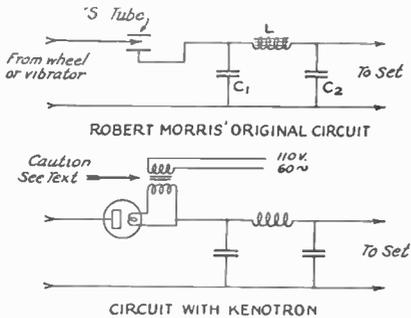 'S Tube
L
From wheel
or vibrator
C1
C2
To Set
ROBERT MORRIS' ORIGINAL CIRCUIT
Caution
See Text
110 V.
60~
To Set
CIRCUIT WITH KENOTRON